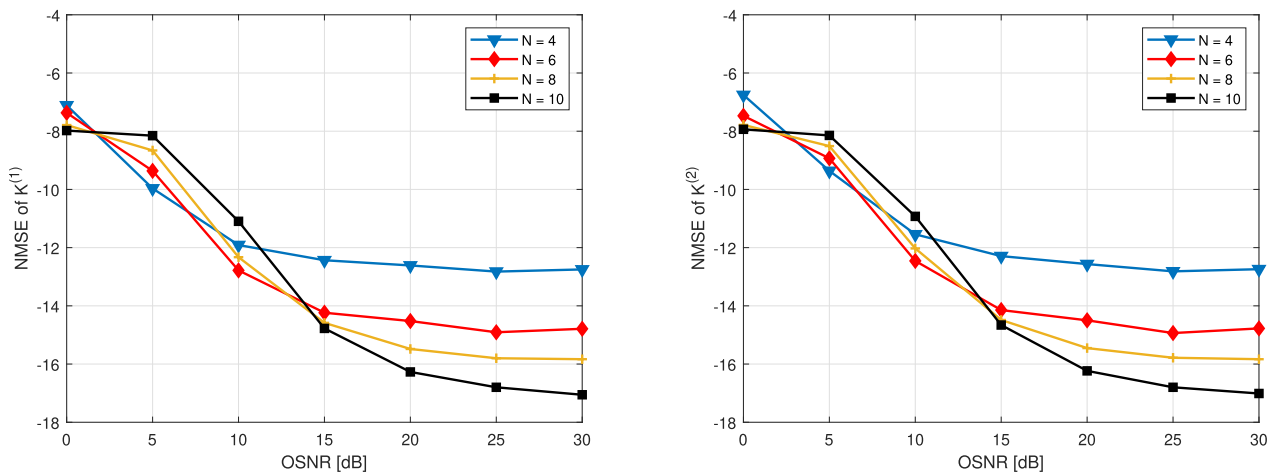 -4
-6
-8
-10
-12
-14
-16
-18
NMSE of K^(1)
0 5 10 15 20 25 30
OSNR [dB]
N = 4
N = 6
N = 8
N = 10
-4
-6
-8
-10
-12
-14
-16
-18
NMSE of K^(2)
0 5 10 15 20 25 30
OSNR [dB]
N = 4
N = 6
N = 8
N = 10